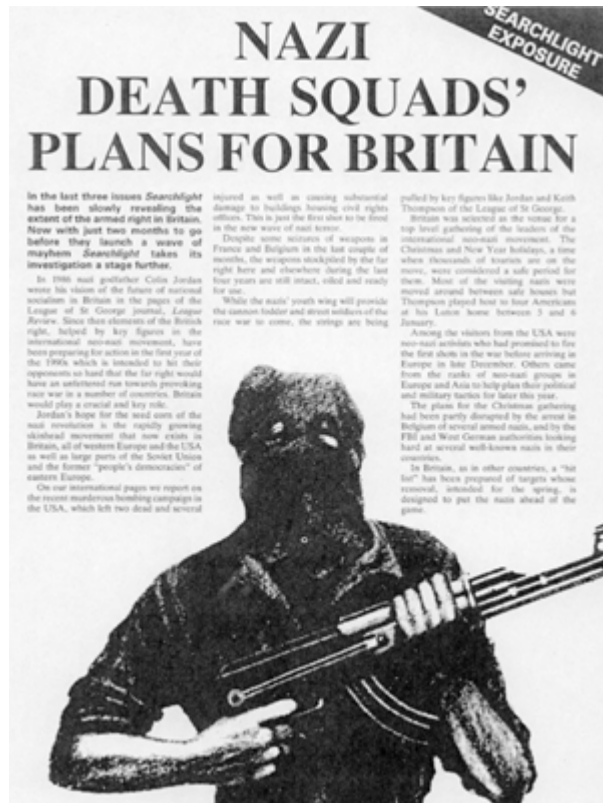 SEARCHLIGHT
EXPOSURE
NAZI
DEATH SQUADS'
PLANS FOR BRITAIN
In the last three issues Searchlight
has been slowly revealing the
extent of the armed right in Britain.
Now with just two months to go
before they launch a wave of
mayhem Searchlight takes its
investigation a stage further.
In 1986 nazi godfather Colin Jordan
wrote his vision of the future of national
socialism in Britain in the pages of the
League of St George journal, League
Review. Since then elements of the British
right, helped by key figures in the
international neo-nazi movement, have
been preparing for action in the first year of
the 1990s which is intended to hit their
opponents so hard that the far right would
have an unfettered run towards provoking
race war in a number of countries. Britain
would play a crucial and key role.
Jordan's hope for the seed corn of the
nazi revolution is the rapidly growing
skinhead movement that now exists in
Britain, all of western Europe and the USA
as well as large ports of the Soviet Union
and the former "people's democracies" of
eastern Europe.
On our international pages we report on
the recent murderous bombing campaign in
the USA, which left two dead and several
injured as well as causing substantial
damage to buildings housing civil rights
offices. This is just the first shot to be fired
in the new wave of nazi terror.
Despite some seizures of weapons in
France and Belgium in the last couple of
months, the weapons stockpiled by the far
right here and elsewhere during the last
four years are still intact, oiled and ready
for use.
While the nazis' youth wing will provide
the cannon fodder and street soldiers of the
race war to come, the strings are being
pulled by key figures like Jordan and Keith
Thompson of the League of St George.
Britain was selected as the venue for a
top level gathering of the leaders of the
international neo-nazi movement. The
Christmas and New Year holidays, a time
when thousands of tourists are on the
move, were considered a safe period for
them. Most of the visiting nazis were
moved around between safe houses but
Thompson played host to four Americans
at his Luton home between 3 and 6
January.
Among the visitors from the USA were
neo-nazi activists who had promised to fire
the first shots in the war before arriving in
Europe in late December. Others came
from the ranks of neo-nazi groups in
Europe and Asia to help plan their political
and military tactics for later this year.
The plans for the Christmas gathering
had been partly disrupted by the arrest in
Belgium of several armed nazis, and by the
FBI and West German authorities looking
hard at several well-known nazis in their
countries.
In Britain, as in other countries, a "hit
list" has been prepared of targets whose
removal, intended for the spring, is
designed to put the nazis ahead of the
game.